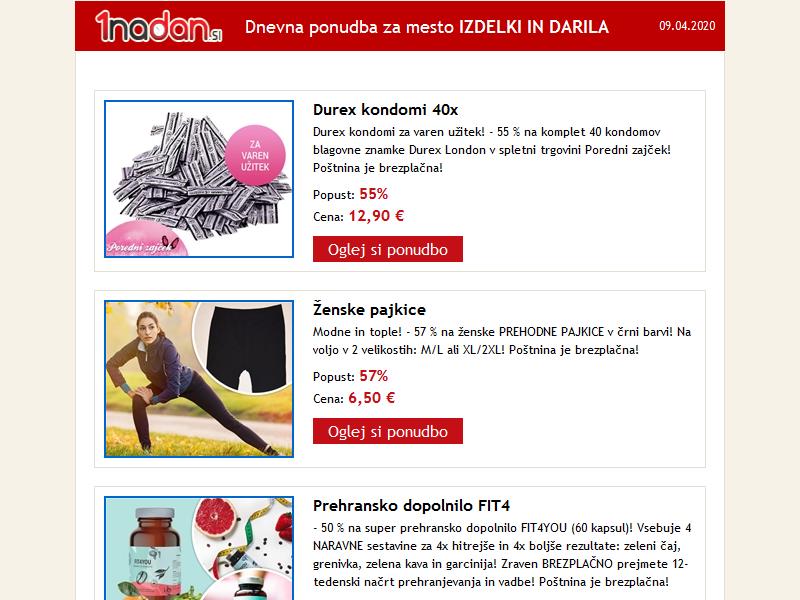 1nadan.si
Dnevna ponudba za mesto IZDELKI IN DARILA
09.04.2020
Durex kondomi 40x
Durex kondomi za varen užitek! - 55 % na komplet 40 kondomov
blagovne znamke Durex London v spletni trgovini Poredni zajček!
Poštnina je brezplačna!
Popust: 55%
Cena: 12,90 €
Oglej si ponudbo
ZA
VAREN
UŽITEK
Poredni zajček
Ženske pajkice
Modne in tople! - 57 % na ženske PREHODNE PAJKICE v črni barvi! Na
voljo v 2 velikostih: M/L ali XL/2XL! Poštnina je brezplačna!
Popust: 57%
Cena: 6,50 €
Oglej si ponudbo
Prehransko dopolnilo FIT4
- 50 % na super prehransko dopolnilo FIT4YOU (60 kapsul)! Vsebuje 4
NARAVNE sestavine za 4x hitrejše in 4x boljše rezultate: zeleni čaj,
grenivka, zelena kava in garcinija! Zraven BREZPLAČNO prejmete 12-
tedenski načrt prehranjevanja in vadbe! Poštnina je brezplačna!
FIT4YOU